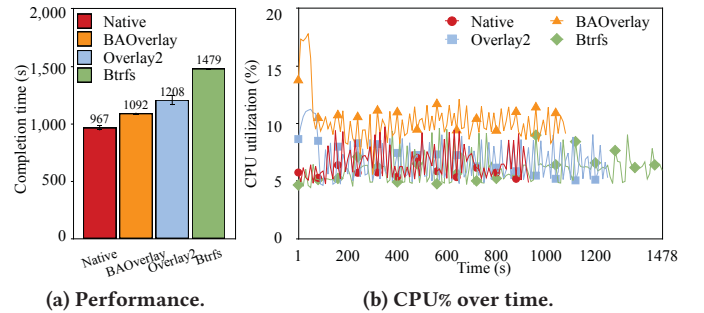 2,000
1,500
1,000
500
0
Completion time (s)
Native
BAOverlay
Overlay2
Btrfs
967
1092
1208
1479
Native
BAOverlay
Overlay2
Btrfs
(a) Performance.
20
15
10
5
0
CPU utilization (%)
Native
BAOverlay
Overlay2
Btrfs
1 200 400 600 800 1000 1200 1478
Time (s)
(b) CPU% over time.